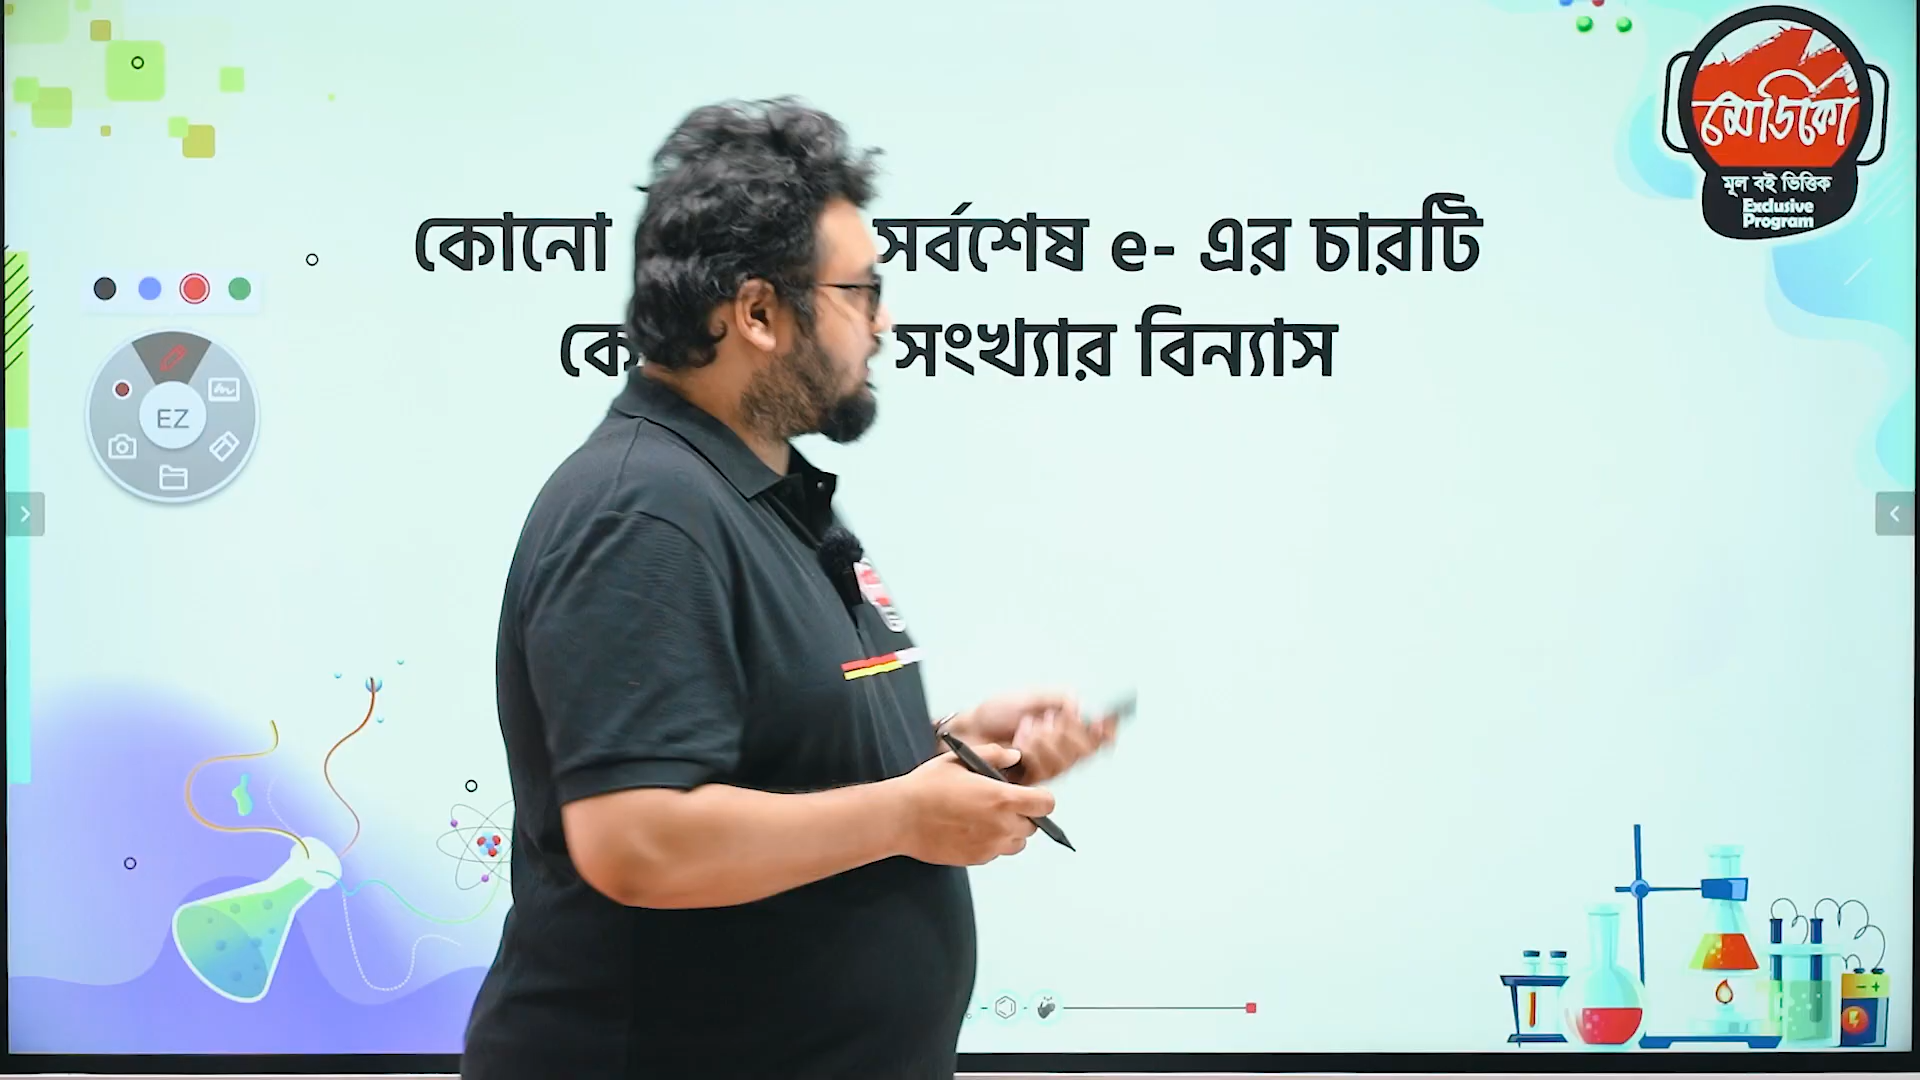 মেডিকো
মূল বই ভিত্তিক
Exclusive
Program
কোনো সর্বশেষ e- এর চারটি
সংখ্যার বিন্যাস
EZ